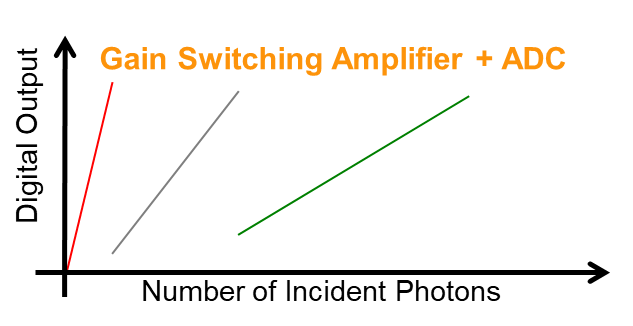 Gain Switching Amplifier + ADC
Digital Output
Number of Incident Photons